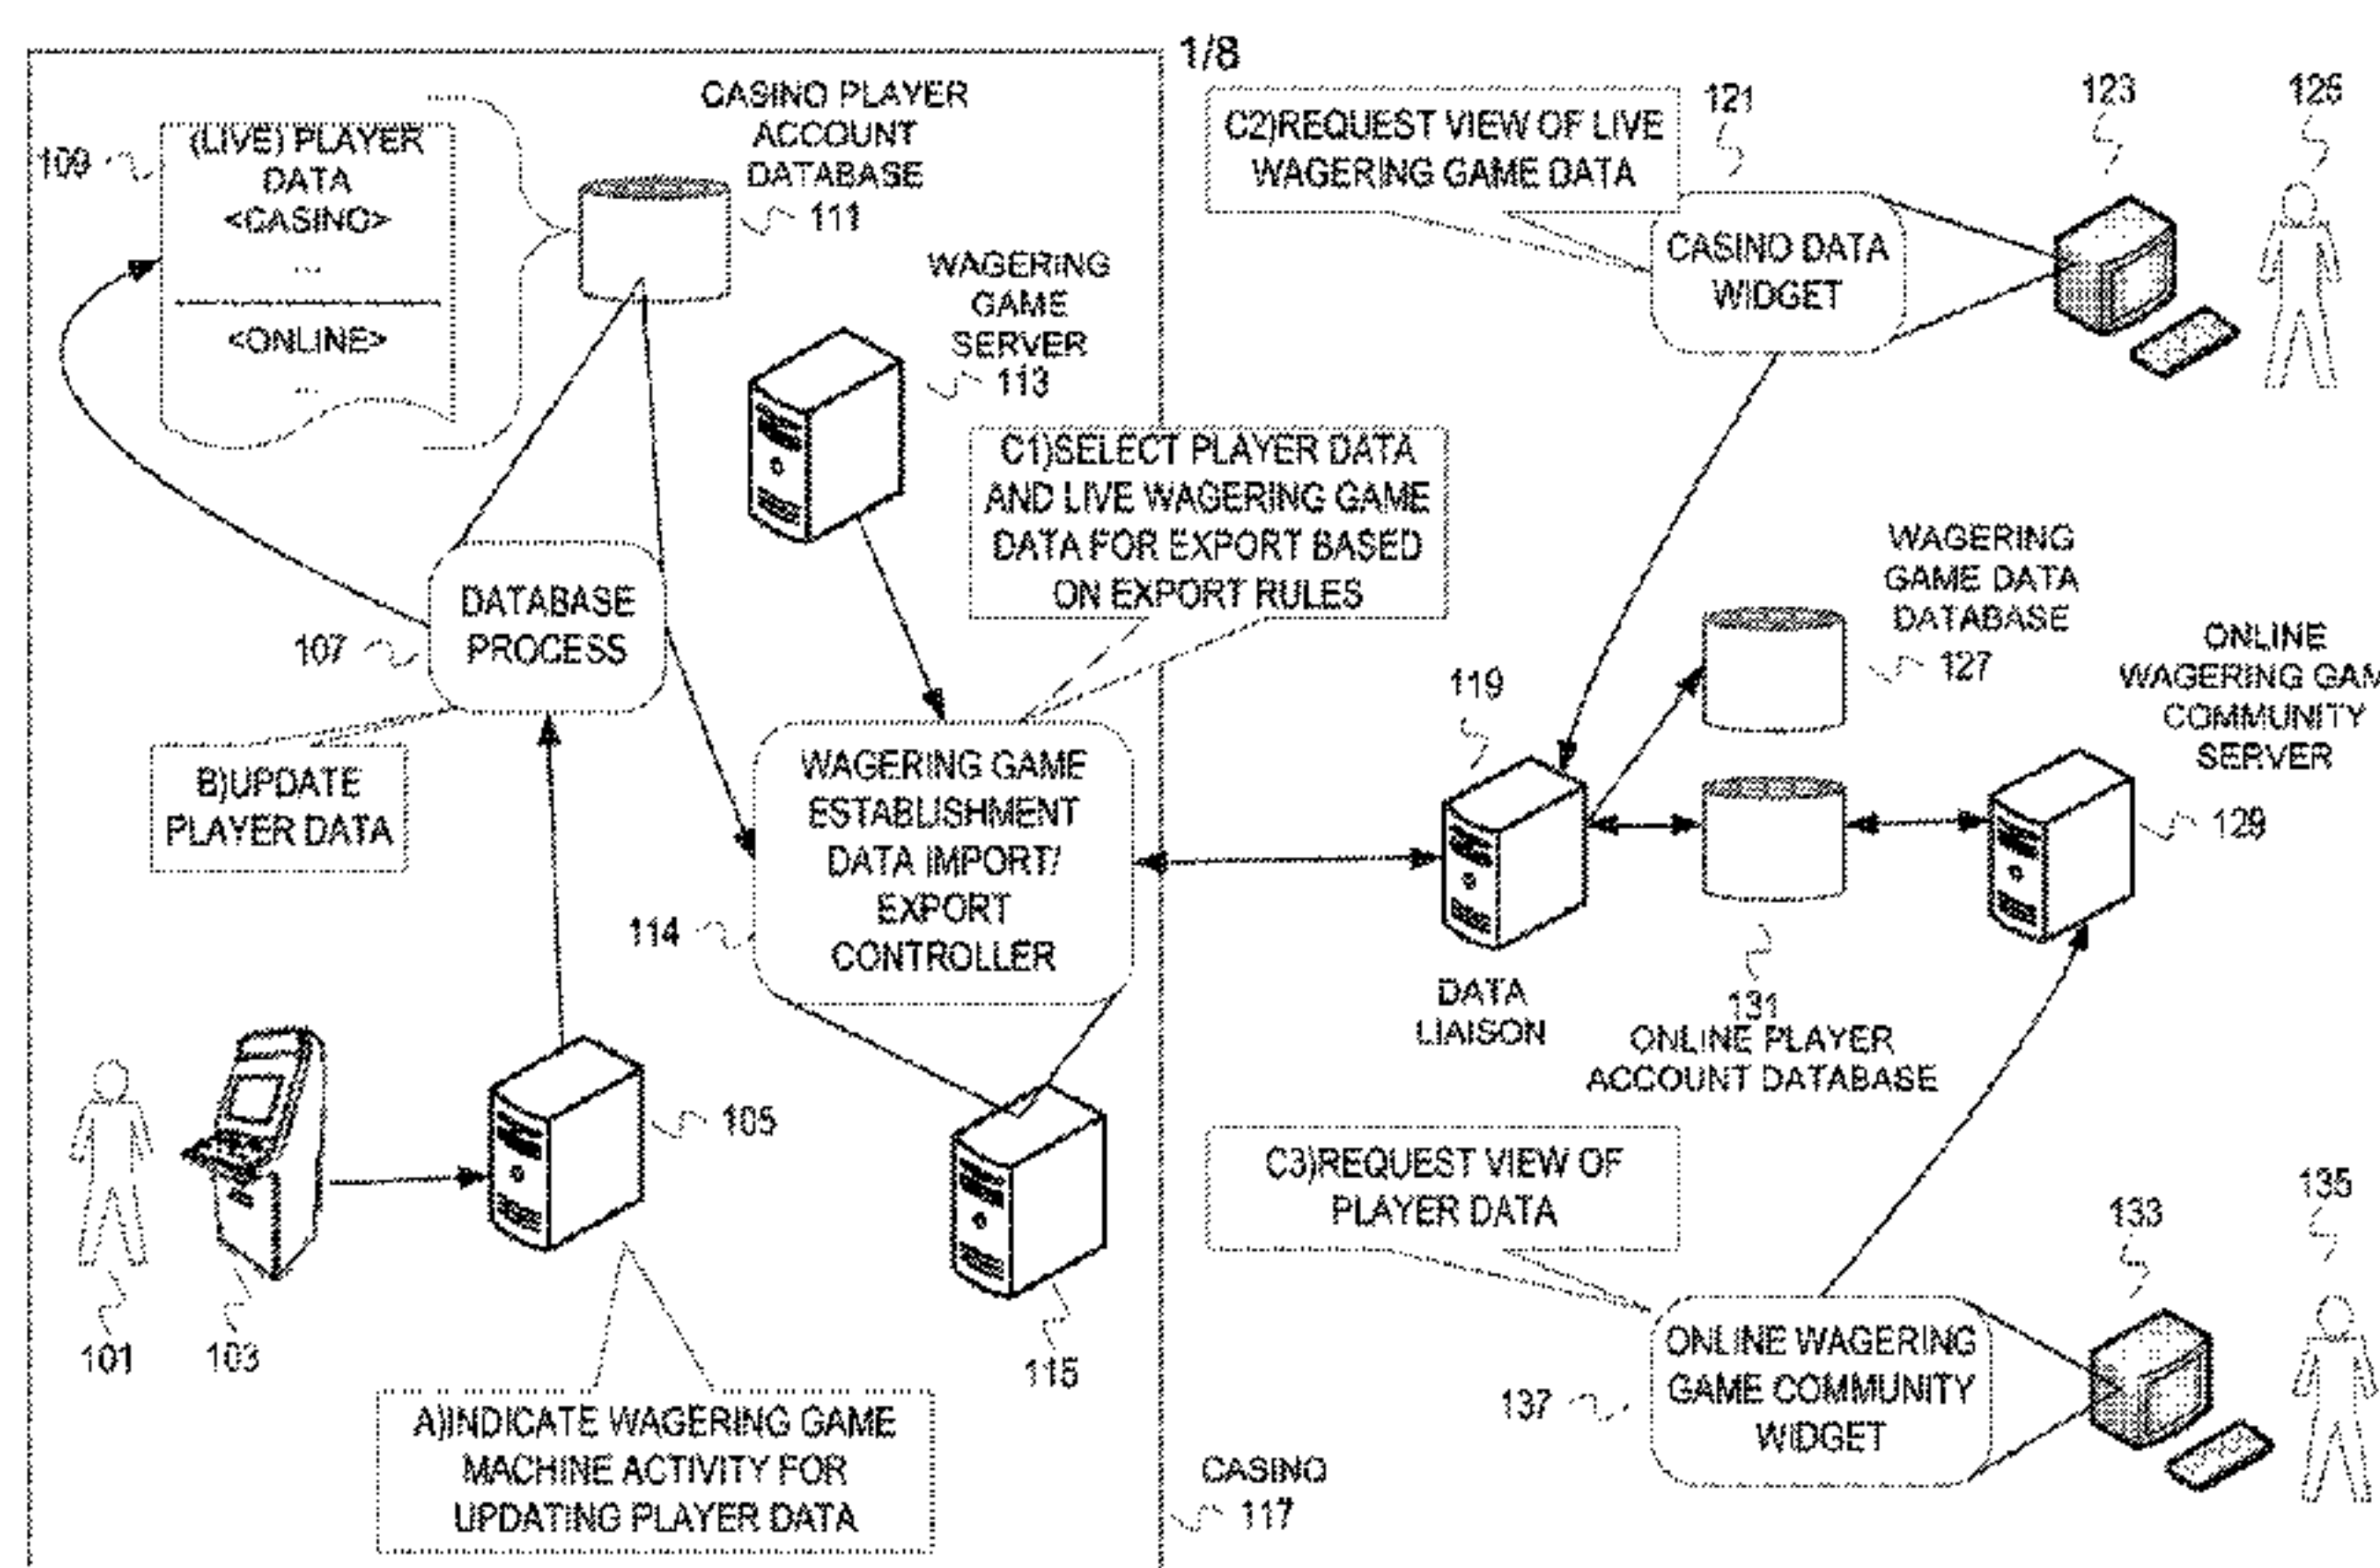 1/8
109
(LIVE) PLAYER
DATA
<CASINO>
...
<ONLINE>
...
CASINO PLAYER
ACCOUNT
DATABASE
111
WAGERING
GAME
SERVER
113
C1)SELECT PLAYER DATA
AND LIVE WAGERING GAME
DATA FOR EXPORT BASED
ON EXPORT RULES
107
DATABASE
PROCESS
B)UPDATE
PLAYER DATA
114
WAGERING GAME
ESTABLISHMENT
DATA IMPORT/
EXPORT
CONTROLLER
101
103
105
115
A)INDICATE WAGERING GAME
MACHINE ACTIVITY FOR
UPDATING PLAYER DATA
CASINO
117
C2)REQUEST VIEW OF LIVE
WAGERING GAME DATA
121
CASINO DATA
WIDGET
123
125
WAGERING
GAME DATA
DATABASE
127
119
DATA
LIAISON
131
ONLINE PLAYER
ACCOUNT DATABASE
ONLINE
WAGERING GAM
COMMUNITY
SERVER
129
C3)REQUEST VIEW OF
PLAYER DATA
137
ONLINE WAGERING
GAME COMMUNITY
WIDGET
133
135